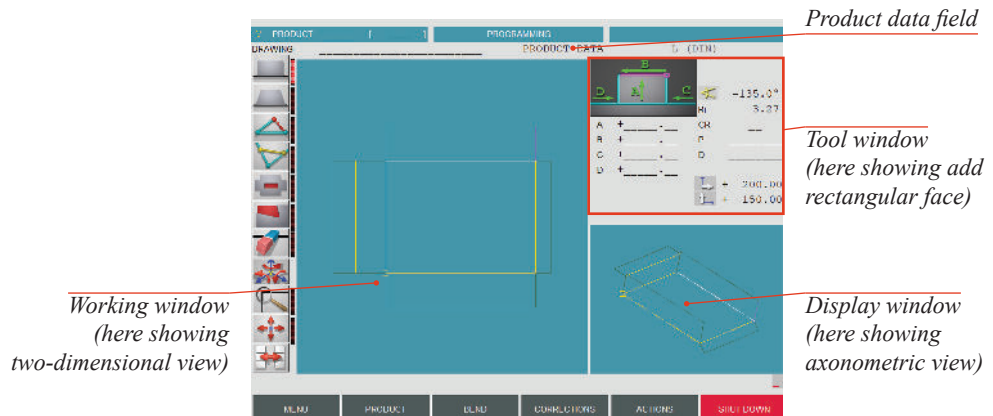 Product data field
PRODUCT [ ] PROGRAMMING
DRAWING PRODUCT DATA L (DIN)
B
D A C
-135.0°
Ri 3.27
A + CR
B + P
C + D
D +
+ 200.00
+ 150.00
Tool window
(here showing add
rectangular face)
Working window
(here showing
two-dimensional view)
Display window
(here showing
axonometric view)
MENU PRODUCT BEND CORRECTIONS ACTIONS SHUT DOWN